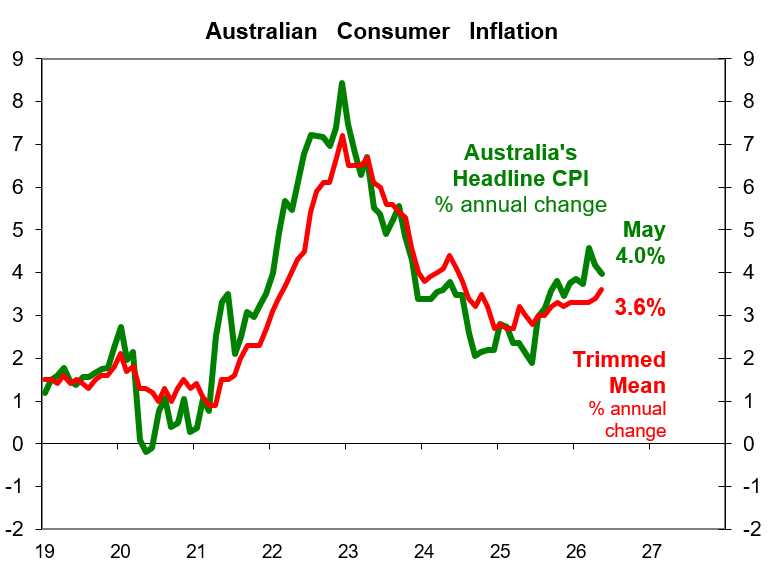 Australian Consumer Inflation
9
8
7
6
5
4
3
2
1
0
-1
-2
9
8
7
6
5
4
3
2
1
0
-1
-2
Australia's
Headline CPI
% annual change
May
4.0%
3.6%
Trimmed
Mean
% annual
change
19 20 21 22 23 24 25 26 27